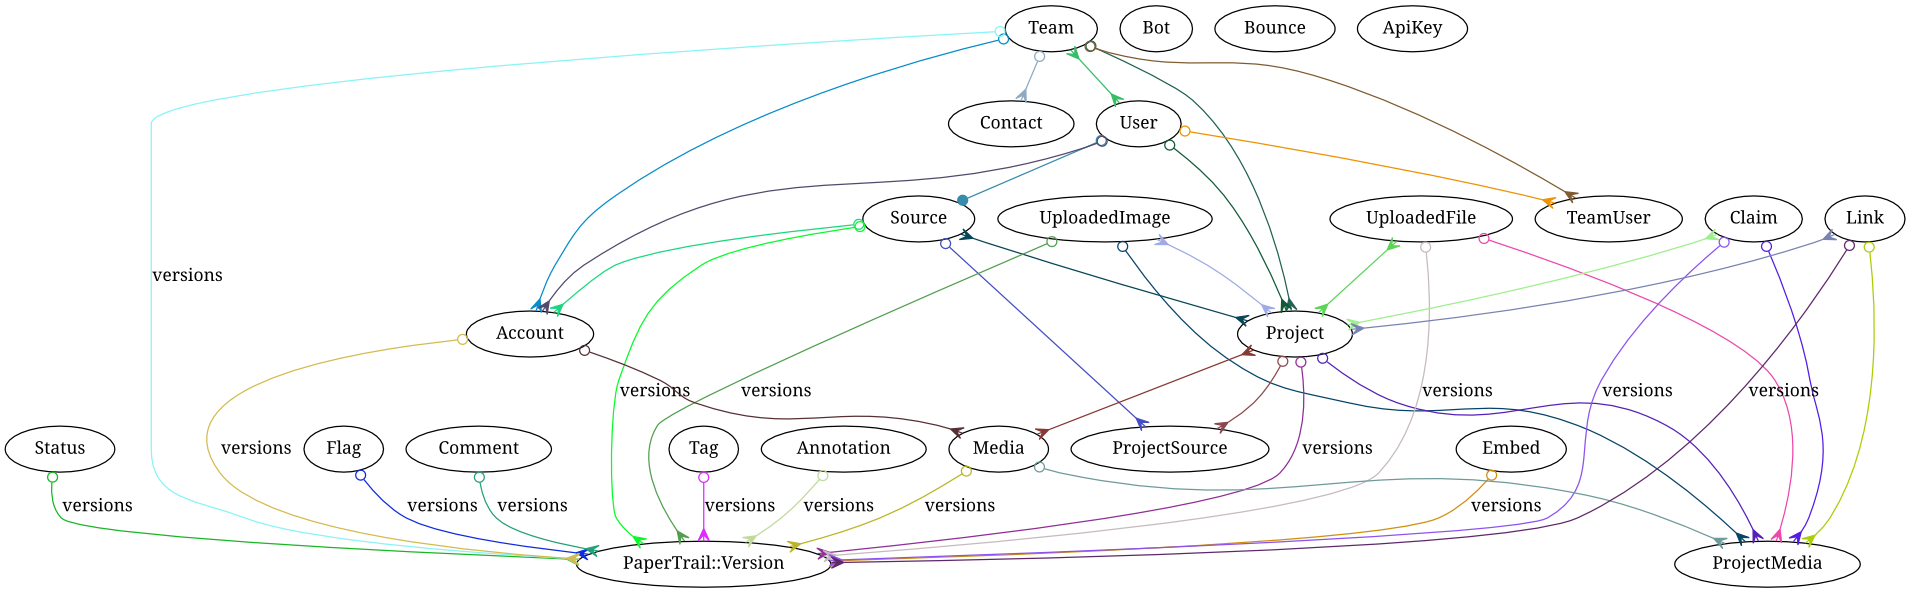 Team
Bot
Bounce
ApiKey
Contact
User
Source
UploadedImage
UploadedFile
TeamUser
Claim
Link
versions
Account
Project
versions
versions
versions
versions
versions
Status
versions
Flag
Comment
Tag
Annotation
Media
ProjectSource
versions
Embed
versions
versions
versions
versions
versions
versions
versions
PaperTrail::Version
ProjectMedia